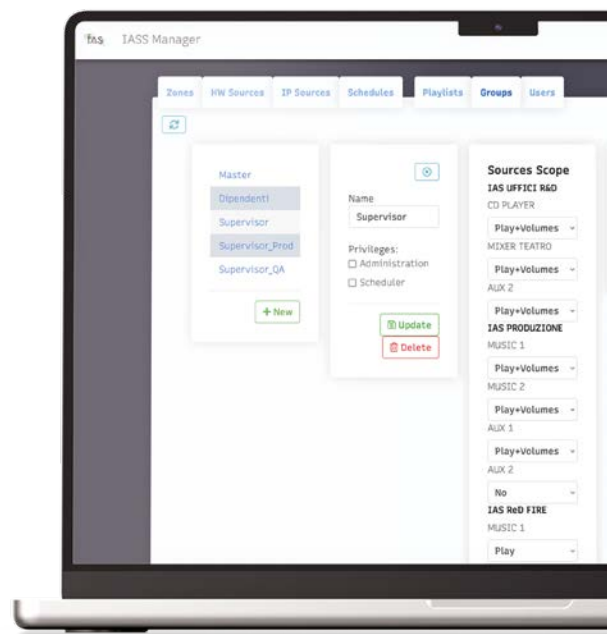 IAS IASS Manager
Zones HW Sources IP Sources Schedules Playlists Groups Users
Master
Dipendenti
Supervisor
Supervisor_Prod
Supervisor_QA
+ New
Name
Supervisor
Privileges:
Administration
Scheduler
Update
Delete
Sources Scope
IAS UFFICI R&D
CD PLAYER
Play+Volumes
MIXER TEATRO
Play+Volumes
AUX 2
Play+Volumes
IAS PRODUZIONE
MUSIC 1
Play+Volumes
MUSIC 2
Play+Volumes
AUX 1
Play+Volumes
AUX 2
No
IAS ReD FIRE
MUSIC 1
Play